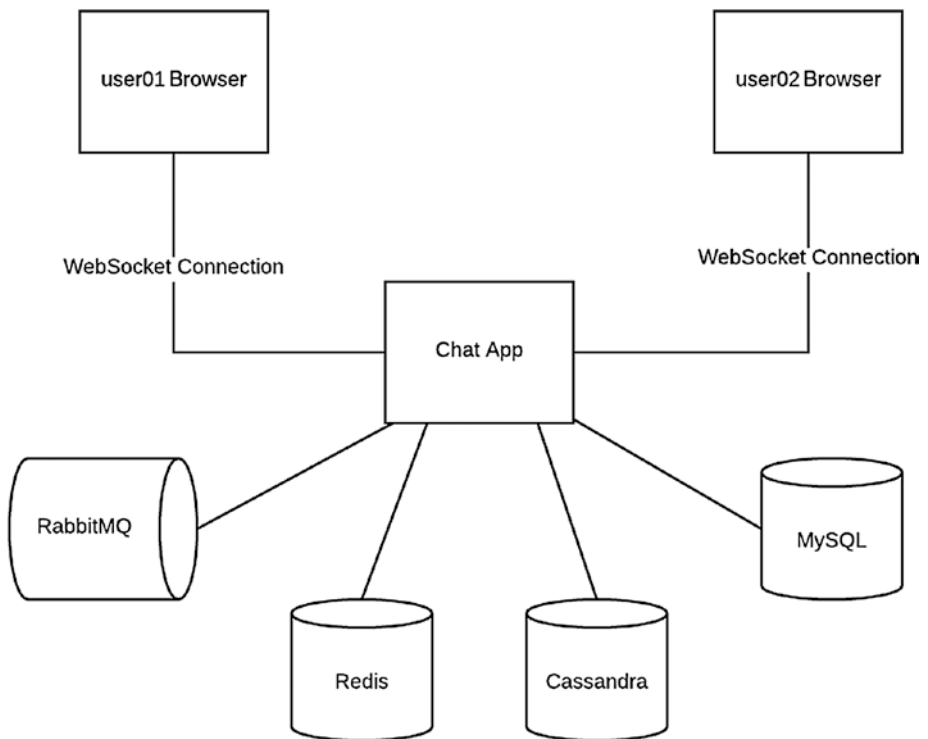 user01 Browser
user02 Browser
WebSocket Connection
WebSocket Connection
Chat App
RabbitMQ
MySQL
Redis
Cassandra